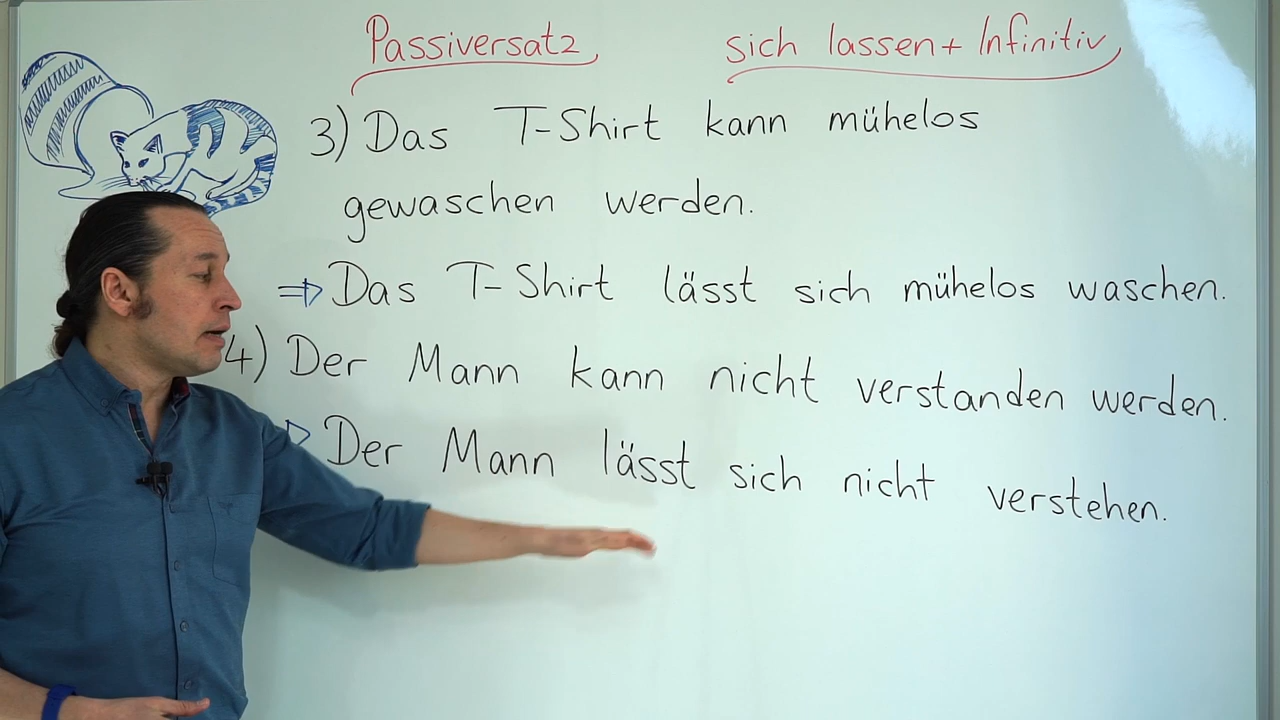 Passiversatz sich lassen + Infinitiv
3) Das T-Shirt kann mühelos
gewaschen werden.
⇒ Das T-Shirt lässt sich mühelos waschen.
4) Der Mann kann nicht verstanden werden.
Der Mann lässt sich nicht verstehen.